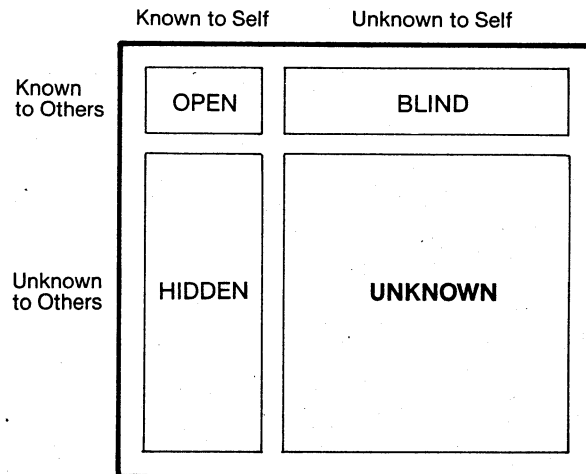 Known to Self
Unknown to Self
Known
to Others
OPEN
BLIND
Unknown
to Others
HIDDEN
UNKNOWN